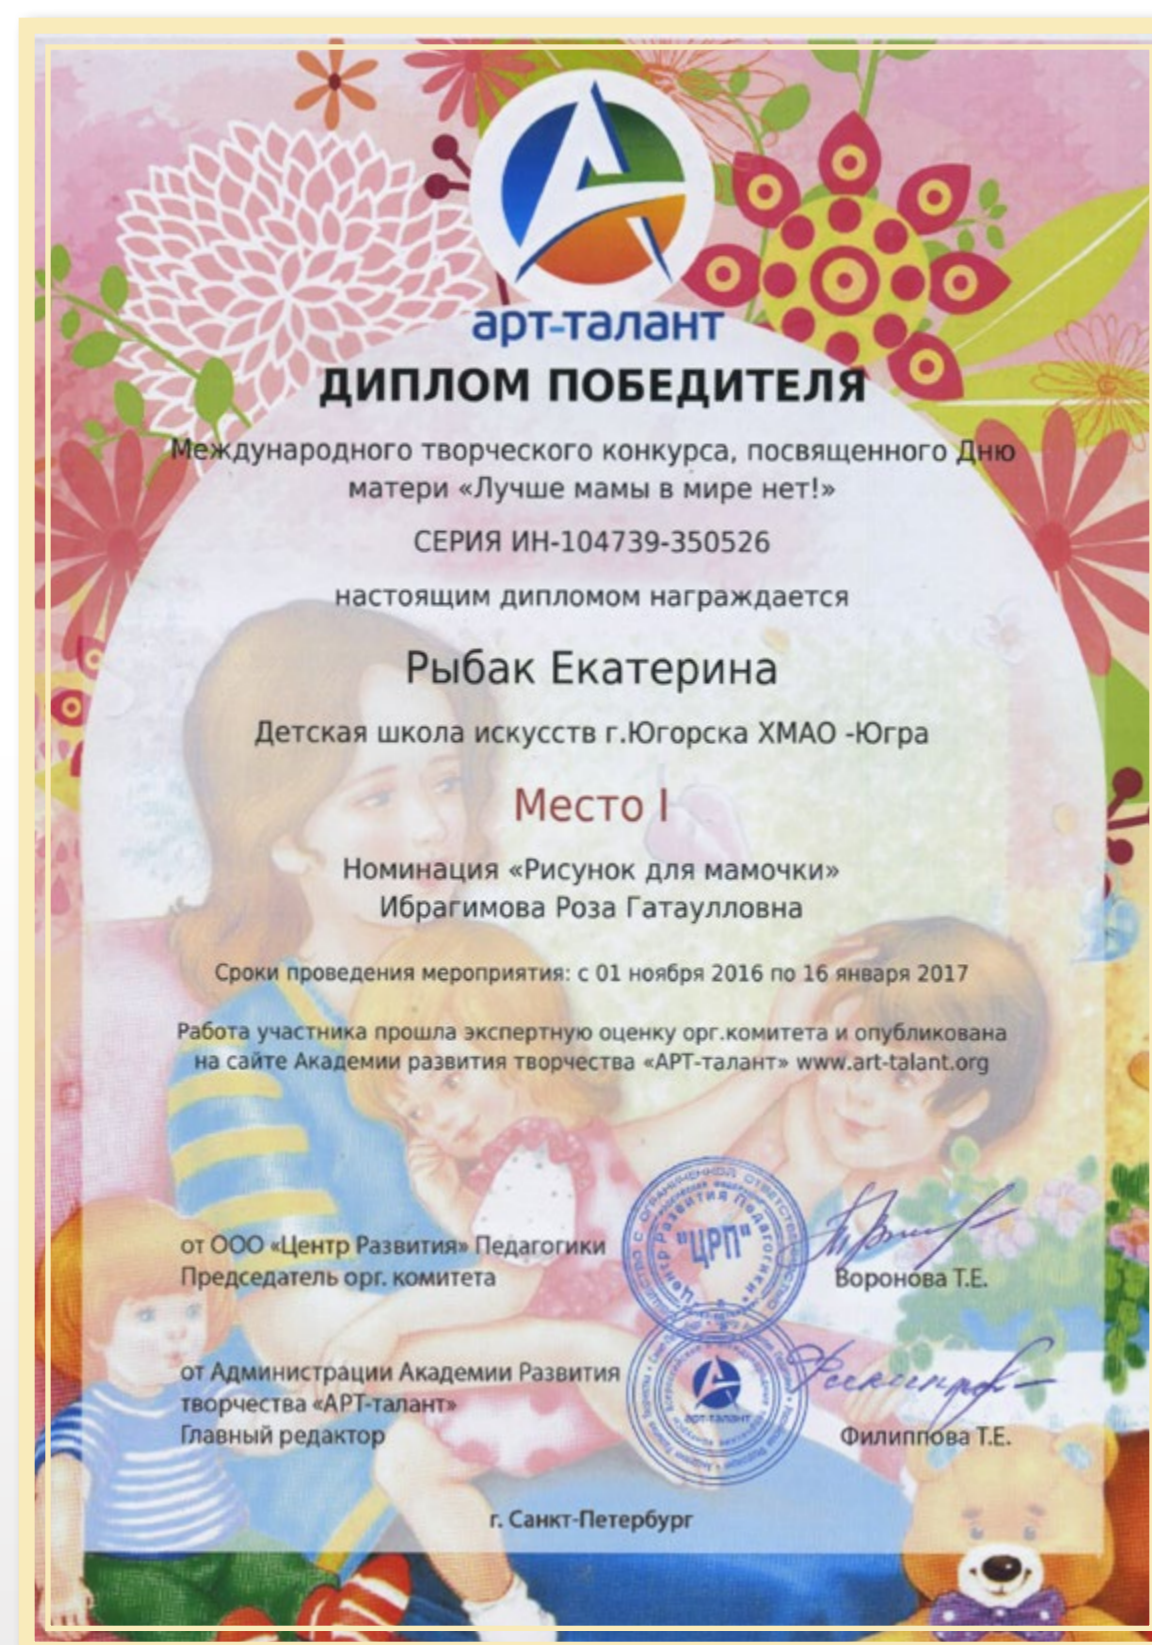 арт-талант
ДИПЛОМ ПОБЕДИТЕЛЯ
Международного творческого конкурса, посвященного Дню
матери «Лучше мамы в мире нет!»
СЕРИЯ ИН-104739-350526
настоящим дипломом награждается
Рыбак Екатерина
Детская школа искусств г.Югорска ХМАО -Югра
Место I
Номинация «Рисунок для мамочки»
Ибрагимова Роза Гатаулловна
Сроки проведения мероприятия: с 01 ноября 2016 по 16 января 2017
Работа участника прошла экспертную оценку орг.комитета и опубликована
на сайте Академии развития творчества «АРТ-талант» www.art-talant.org
от ООО «Центр Развития» Педагогики
Председатель орг. комитета
"ЦРП"
Воронова Т.Е.
от Администрации Академии Развития
творчества «АРТ-талант»
Главный редактор
арт-талант
Филиппова Т.Е.
г. Санкт-Петербург